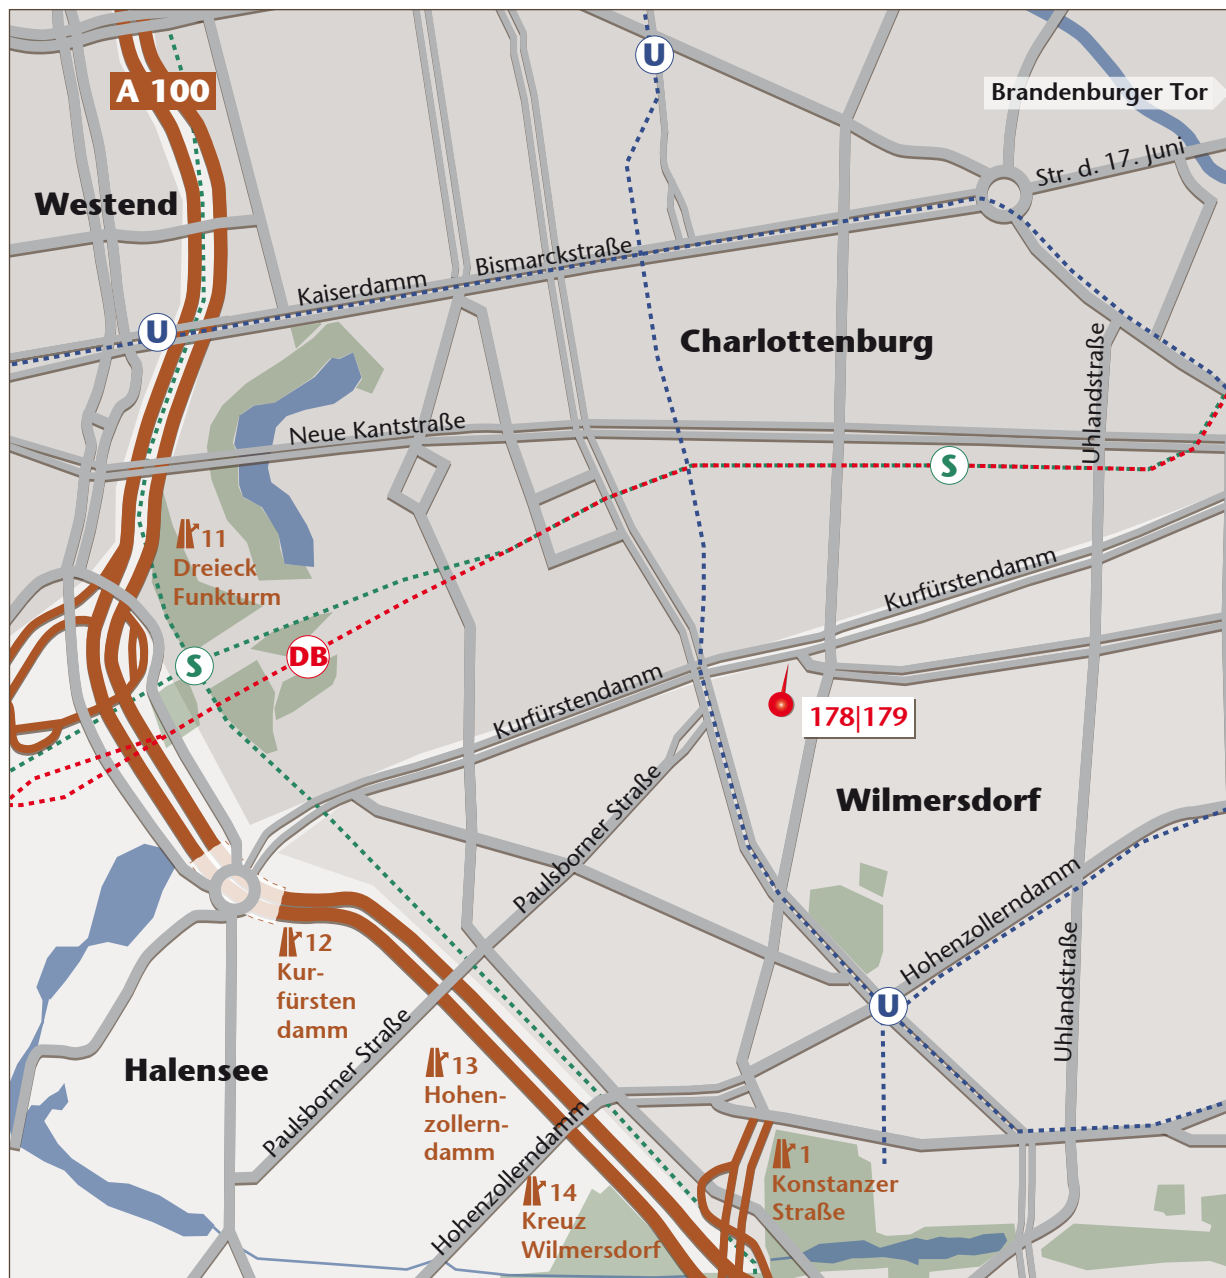 U
A 100
Brandenburger Tor
Str. d. 17. Juni
Westend
Bismarckstraße
Kaiserdamm
U
Charlottenburg
Uhlandstraße
Neue Kantstraße
S
11
Dreieck
Funkturm
Kurfürstendamm
DB
S
Kurfürstendamm
178|179
Wilmersdorf
Paulsborner Straße
Hohenzollerndamm
12
Kur-
fürsten
damm
Uhlandstraße
U
Halensee
Paulsborner Straße
13
Hohen-
zollern-
damm
Hohenzollerndamm
1
Konstanzer
Straße
14
Kreuz
Wilmersdorf